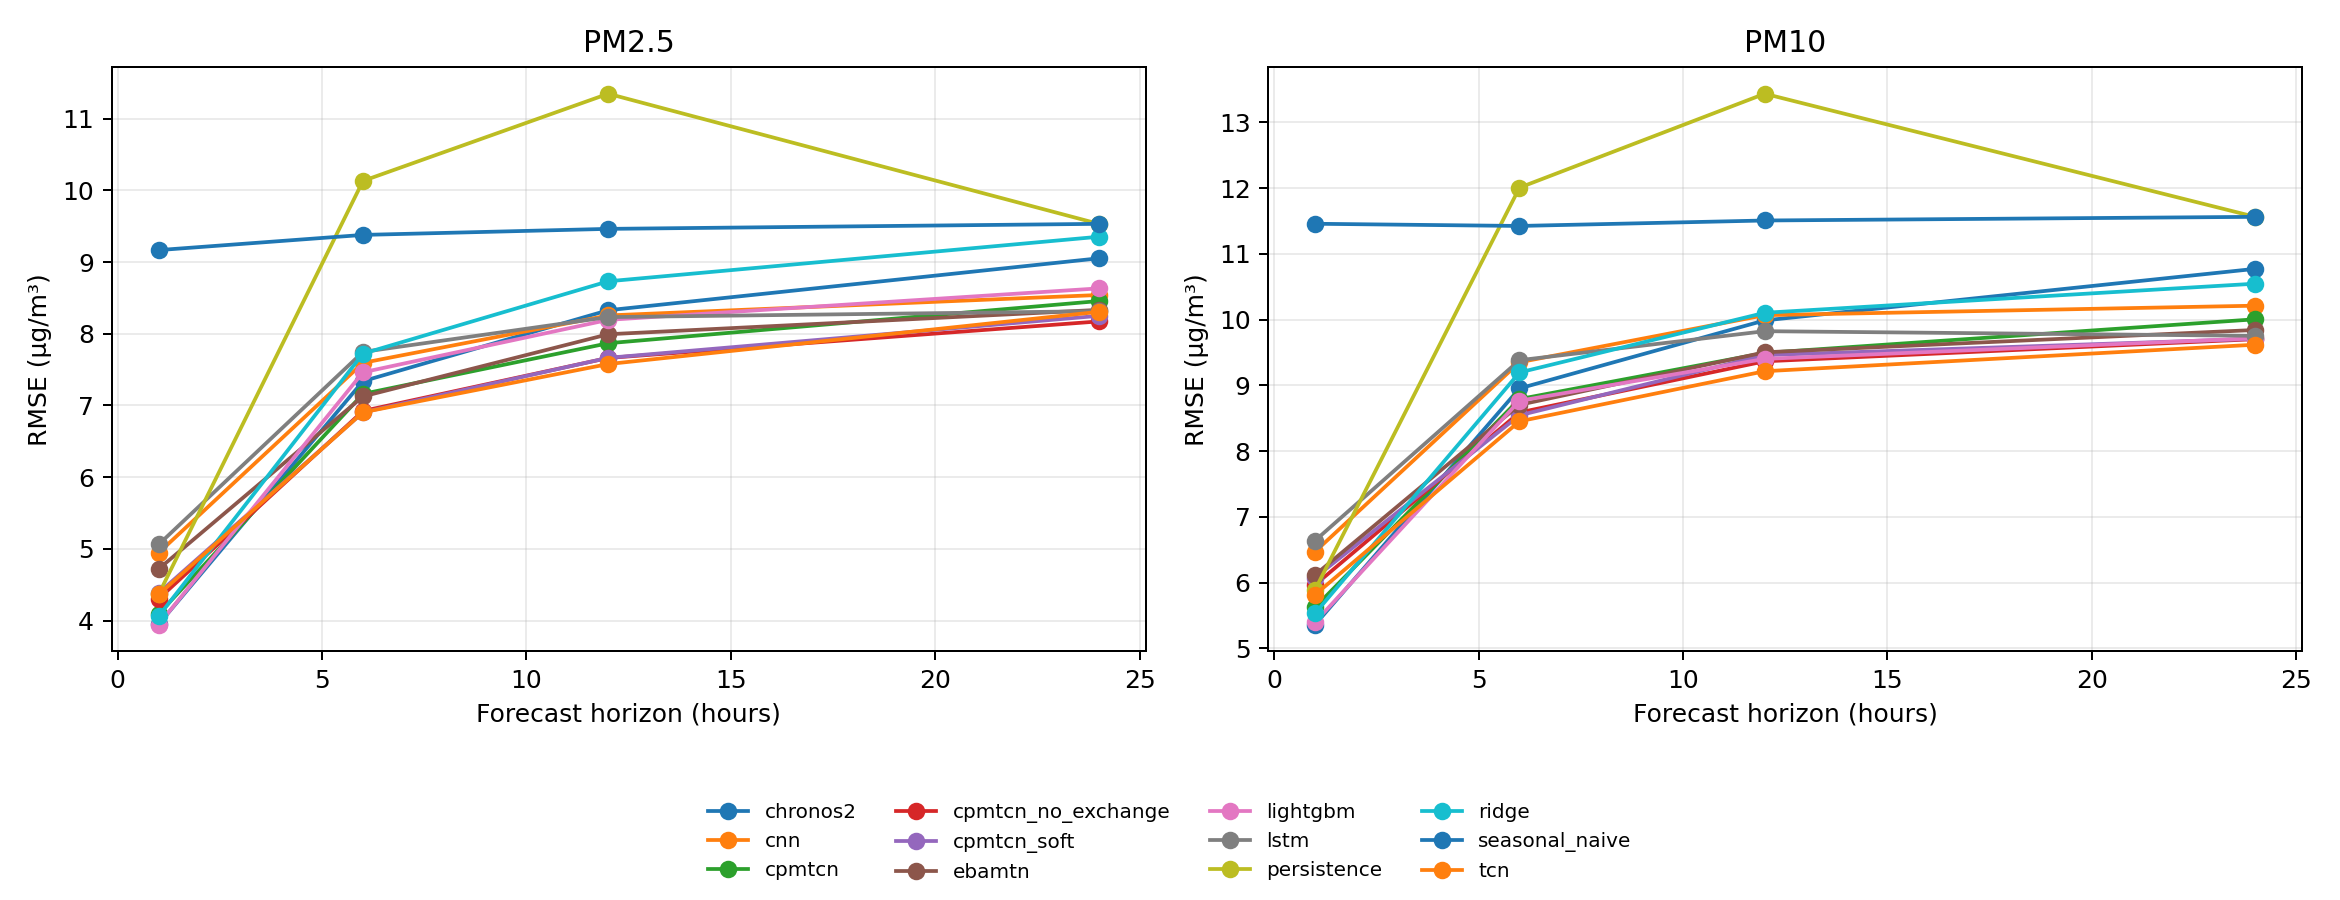 PM2.5
11
10
9
8
7
6
5
4
RMSE (µg/m³)
0 5 10 15 20 25
Forecast horizon (hours)
PM10
13
12
11
10
9
8
7
6
5
RMSE (µg/m³)
0 5 10 15 20 25
Forecast horizon (hours)
chronos2
cnn
cpmtcn
cpmtcn_no_exchange
cpmtcn_soft
ebamtn
lightgbm
lstm
persistence
ridge
seasonal_naive
tcn